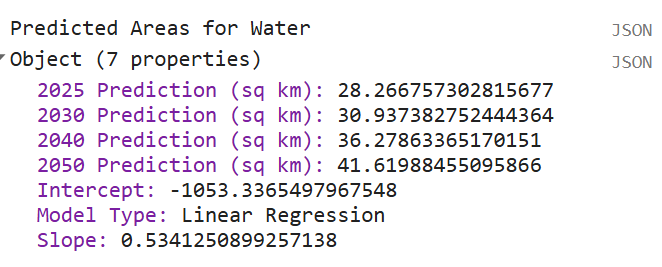 Predicted Areas for Water JSON
Object (7 properties) JSON
2025 Prediction (sq km): 28.266757302815677
2030 Prediction (sq km): 30.937382752444364
2040 Prediction (sq km): 36.27863365170151
2050 Prediction (sq km): 41.61988455095866
Intercept: -1053.3365497967548
Model Type: Linear Regression
Slope: 0.5341250899257138